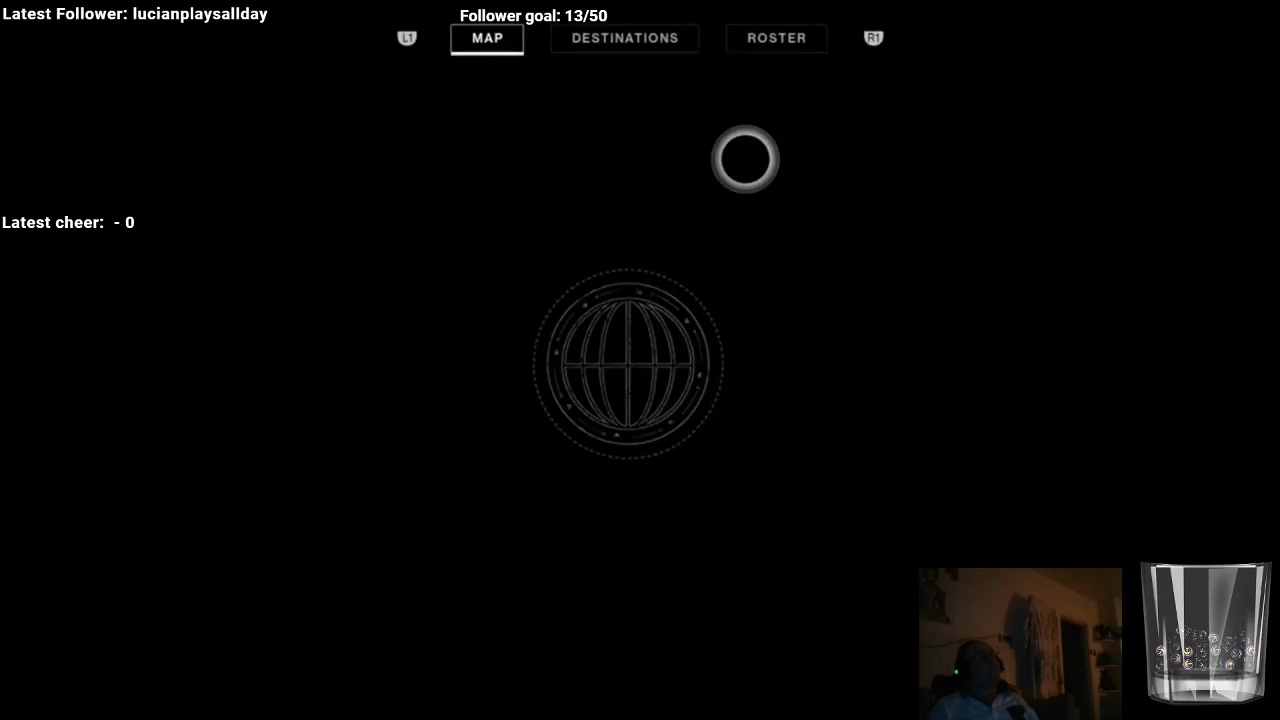 Latest Follower: lucianplaysallday
Follower goal: 13/50
L1
MAP
DESTINATIONS
ROSTER
R1
Latest cheer:  - 0